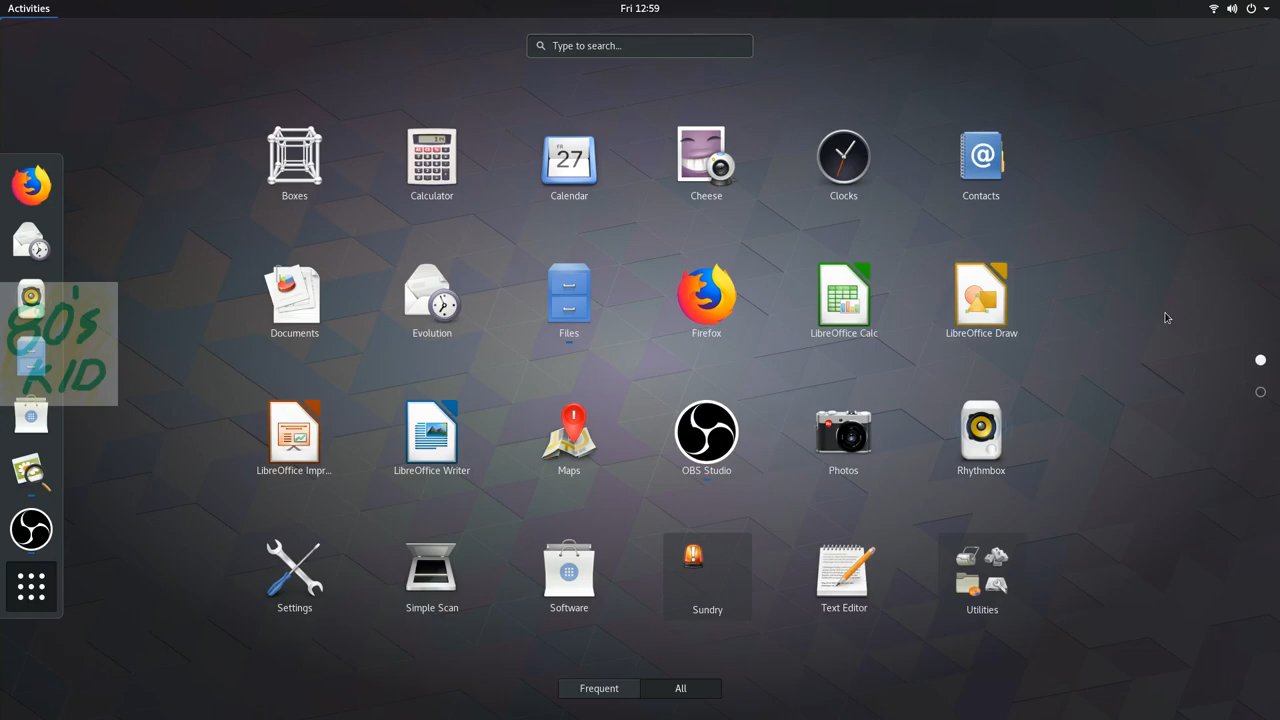 Activities
Fri 12:59
Type to search...
Boxes
Calculator
Calendar
Cheese
Clocks
Contacts
FRI
27
@
Documents
Evolution
Files
Firefox
LibreOffice Calc
LibreOffice Draw
80's
KID
LibreOffice Impr...
LibreOffice Writer
Maps
OBS Studio
Photos
Rhythmbox
Settings
Simple Scan
Software
Sundry
Text Editor
Utilities
Frequent
All